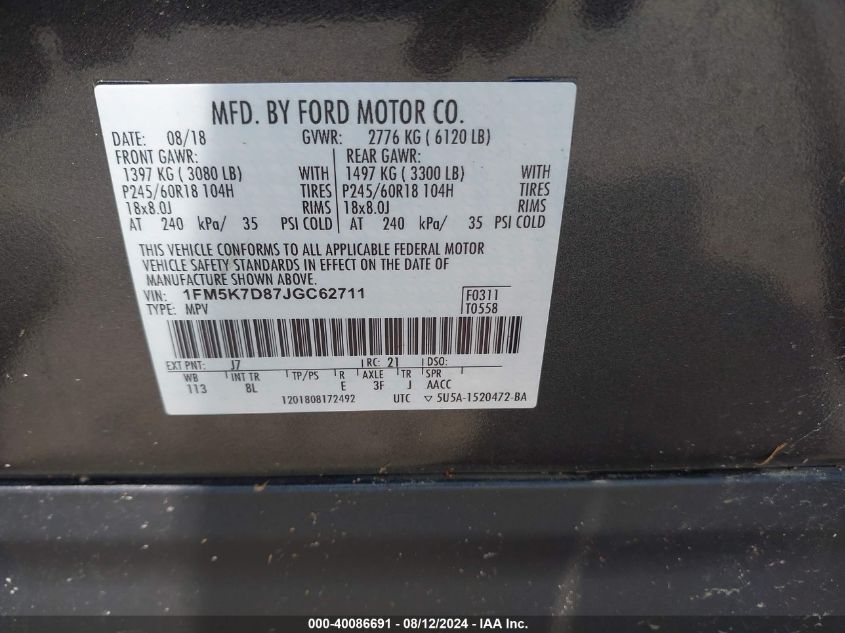 MFD. BY FORD MOTOR CO.
DATE: 08/18 GVWR: 2776 KG ( 6120 LB)
FRONT GAWR: REAR GAWR:
1397 KG ( 3080 LB) WITH 1497 KG ( 3300 LB) WITH
P245/60R18 104H TIRES P245/60R18 104H TIRES
18x8.0J RIMS 18x8.0J RIMS
AT 240 kPa/ 35 PSI COLD AT 240 kPa/ 35 PSI COLD
THIS VEHICLE CONFORMS TO ALL APPLICABLE FEDERAL MOTOR
VEHICLE SAFETY STANDARDS IN EFFECT ON THE DATE OF
MANUFACTURE SHOWN ABOVE.
VIN: 1FM5K7D87JGC62711 F0311
TYPE: MPV T0558
EXT PNT: J7 RC: 21 DSO:
WB INT TR TP/PS R AXLE TR SPR
113 8L E 3F J AACC
1201808172492 UTC ▽ 5U5A-1520472-BA
000-40086691 - 08/12/2024 - IAA Inc.